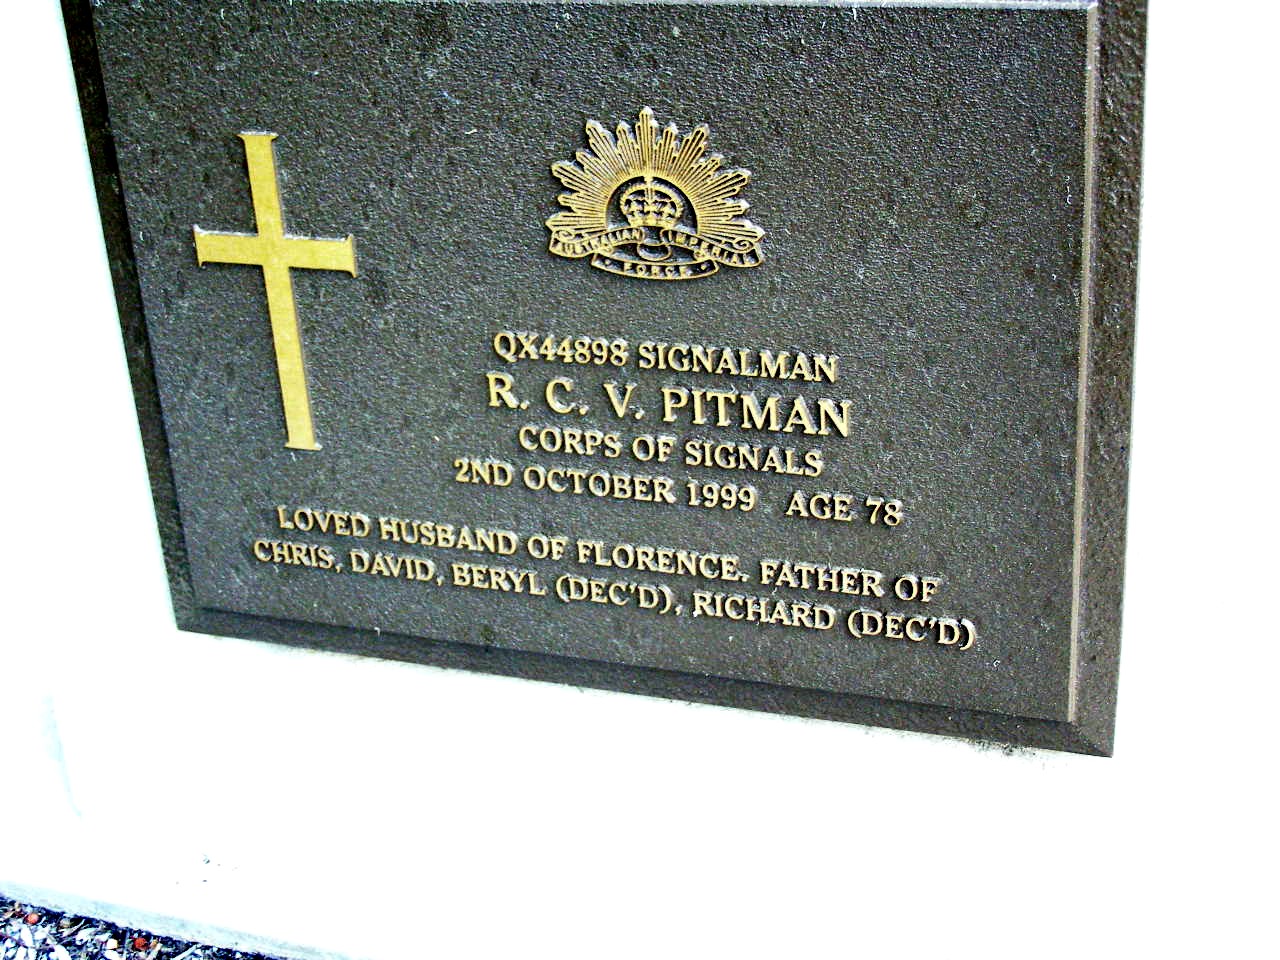 AUSTRALIAN IMPERIAL
FORCE
QX44898 SIGNALMAN
R. C. V. PITMAN
CORPS OF SIGNALS
2ND OCTOBER 1999 AGE 78
LOVED HUSBAND OF FLORENCE. FATHER OF
CHRIS, DAVID, BERYL (DEC'D), RICHARD (DEC'D)